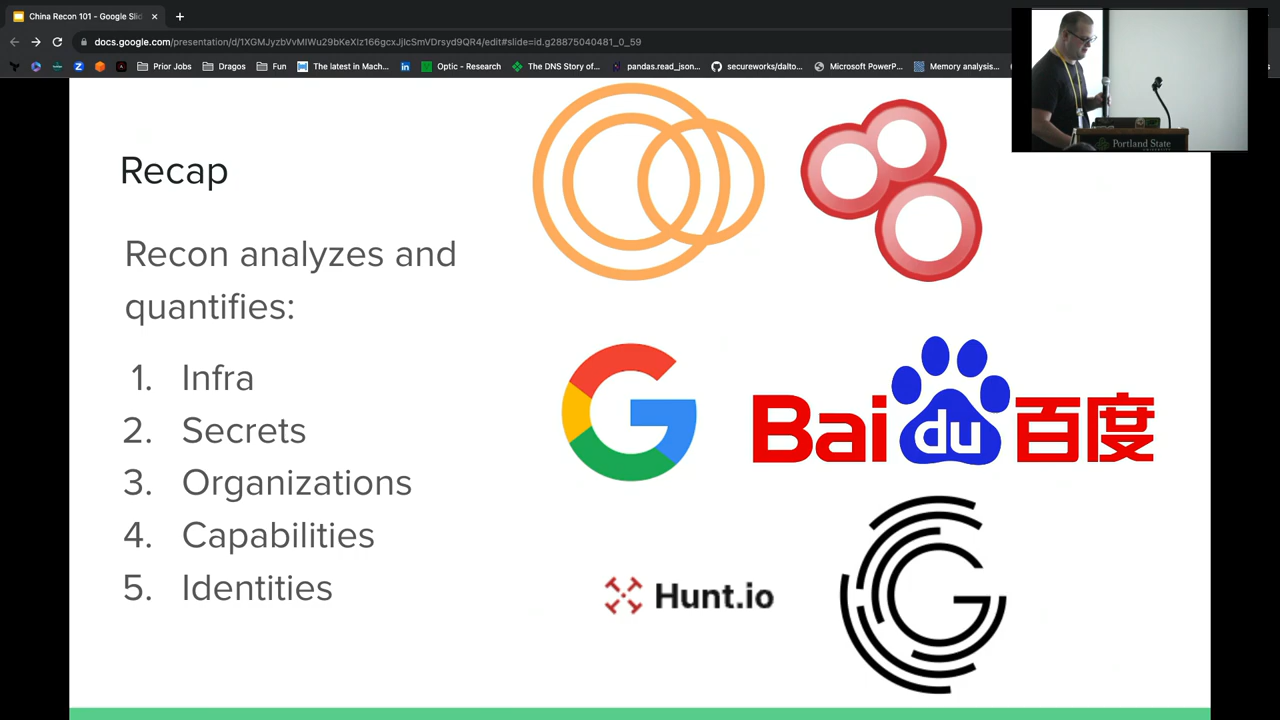 China Recon 101 - Google Slid
docs.google.com/presentation/d/1XGMJyzbVvMIWu29bKeXIz166gcxJjlcSmVDrsyd9QR4/edit#slide=id.g28875040481_0_59
Prior Jobs
Dragos
Fun
The latest in Mach...
Optic - Research
The DNS Story of...
pandas.read_json...
secureworks/dalto...
Microsoft PowerP...
Memory analysis...
Portland State
UNIVERSITY
Recap
Recon analyzes and
quantifies:
1. Infra
2. Secrets
3. Organizations
4. Capabilities
5. Identities
G
Bai du 百度
Hunt.io
G